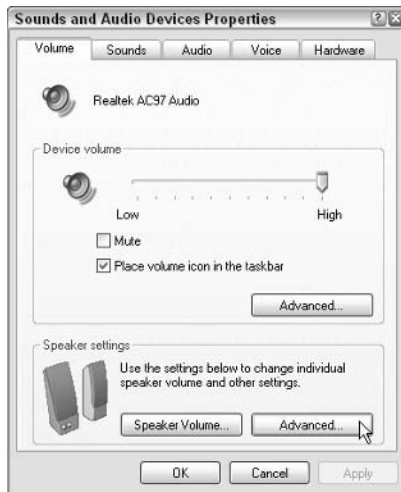 Sounds and Audio Devices Properties
Volume Sounds Audio Voice Hardware
Realtek AC97 Audio
Device volume
Low High
Mute
Place volume icon in the taskbar
Advanced...
Speaker settings
Use the settings below to change individual
speaker volume and other settings.
Speaker Volume... Advanced...
OK Cancel Apply